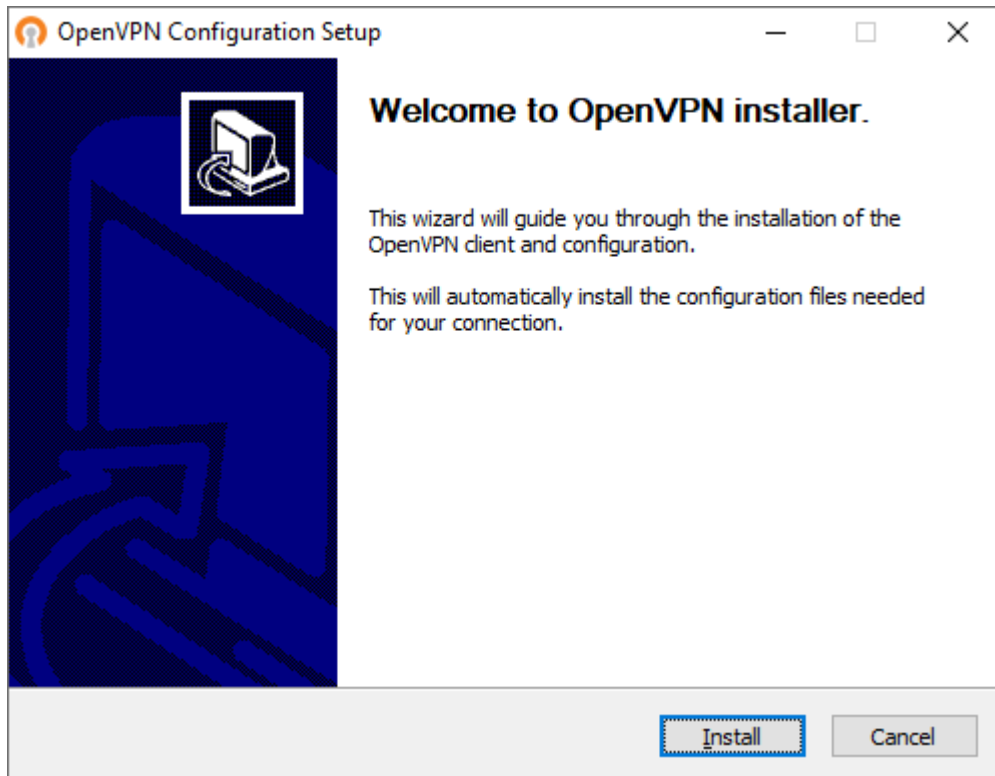 OpenVPN Configuration Setup
Welcome to OpenVPN installer.
This wizard will guide you through the installation of the
OpenVPN client and configuration.
This will automatically install the configuration files needed
for your connection.
Install
Cancel